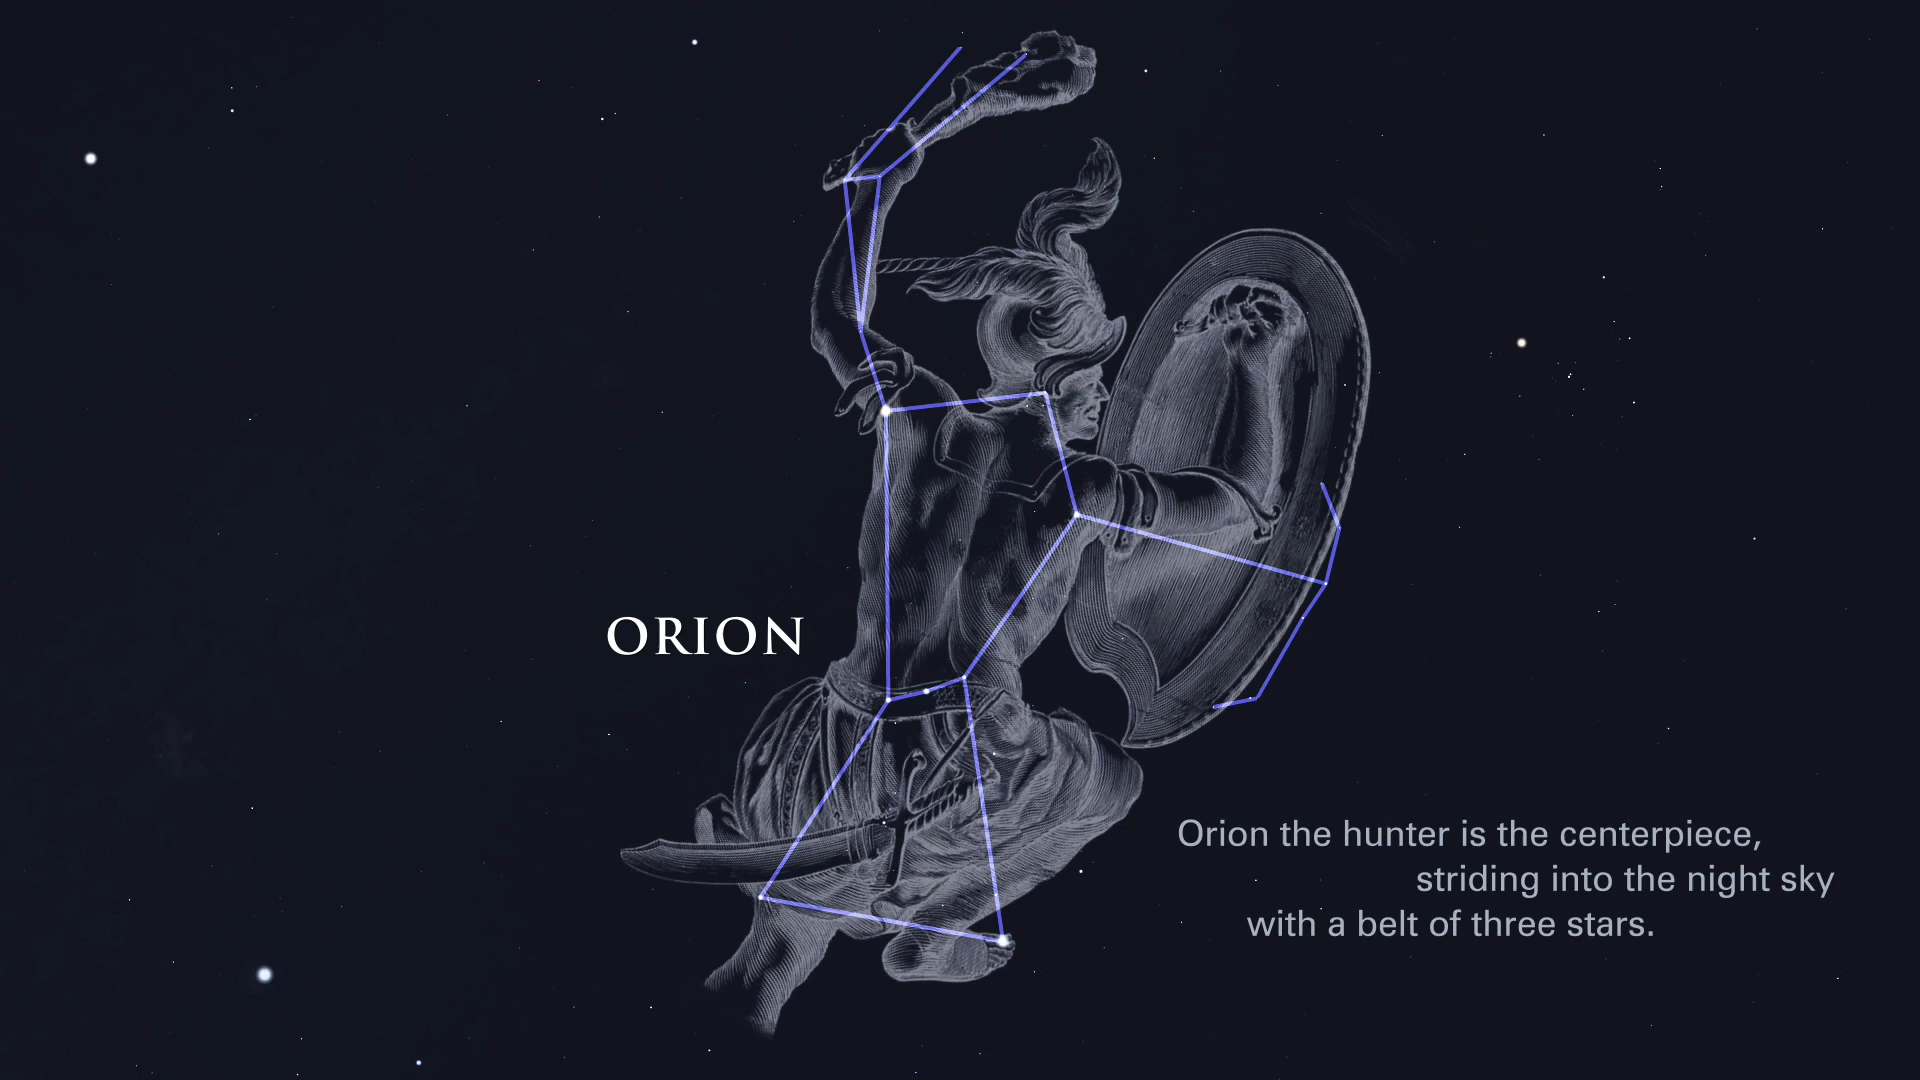 ORION
Orion the hunter is the centerpiece,
striding into the night sky
with a belt of three stars.